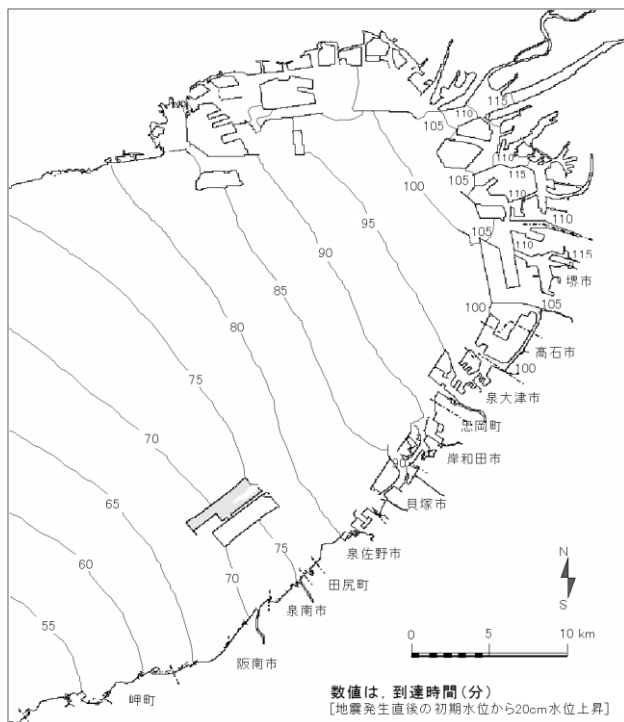 115
110
105
100
110
115
105
110
95
105
110
90
110
115
堺市
85
100
105
80
高石市
75
100
泉大津市
忠岡町
70
岸和田市
90
貝塚市
65
75
泉佐野市
N
60
70
田尻町
S
泉南市
55
阪南市
0 5 10 km
岬町
数値は、到達時間(分)
[地震発生直後の初期水位から20cm水位上昇]